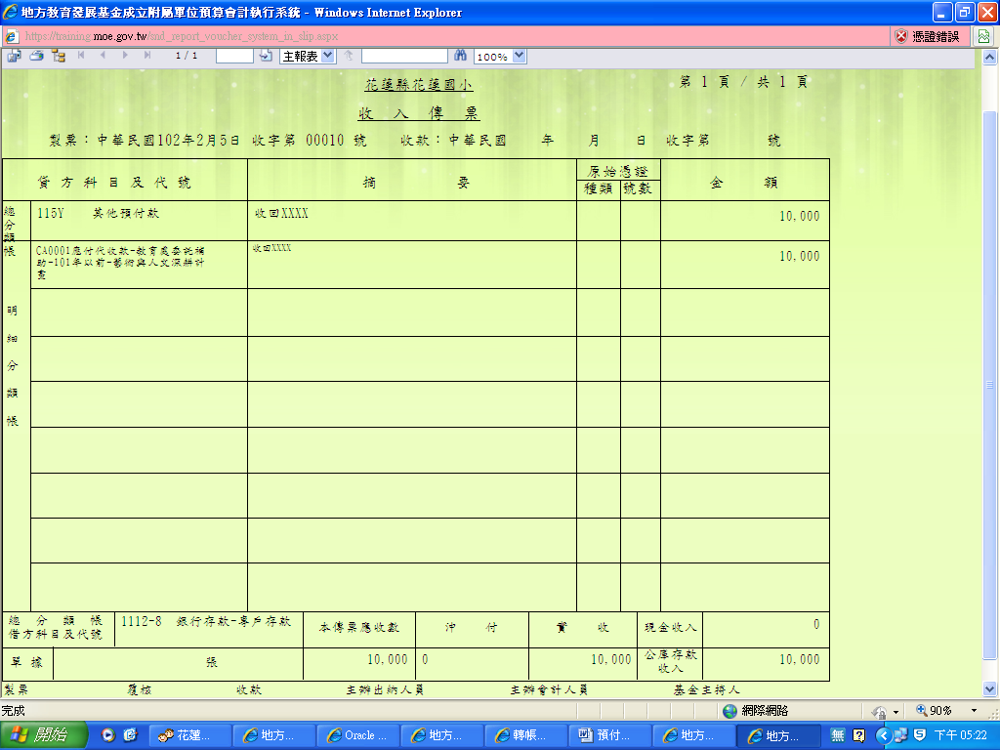 地方教育發展基金成立附屬單位預算會計執行系統 - Windows Internet Explorer
https://training.moe.gov.tw/snd_report_voucher_system_in_slip.aspx 憑證錯誤
1 / 1 主報表 100%
花蓮縣花蓮國小
第 1 頁 / 共 1 頁
收 入 傳 票
製票：中華民國102年2月5日 收字第 00010 號 收款：中華民國 年 月 日 收字第 號
貸 方 科 目 及 代 號 摘 要 原始憑證 金 額
種類 號數
總分類帳 115Y 其他預付款 收回XXXX 10,000
CA0001應付代收款-教育處委託補 收回XXXX 10,000
助-101年以前-藝術與人文深耕計
畫
明細分類帳
總 分 類 帳 1112-8 銀行存款-專戶存款 本傳票應收數 沖 付 實 收 現金收入 0
借方科目及代號
單 據 張 10,000 0 10,000 公庫存款 10,000
收入
製票 履核 收款 主辦出納人員 主辦會計人員 基金主持人
完成 網際網路 90%
開始 花蓮... 地方... Oracle ... 地方... 轉帳... 預付... 地方... 地方... 無 下午 05:22